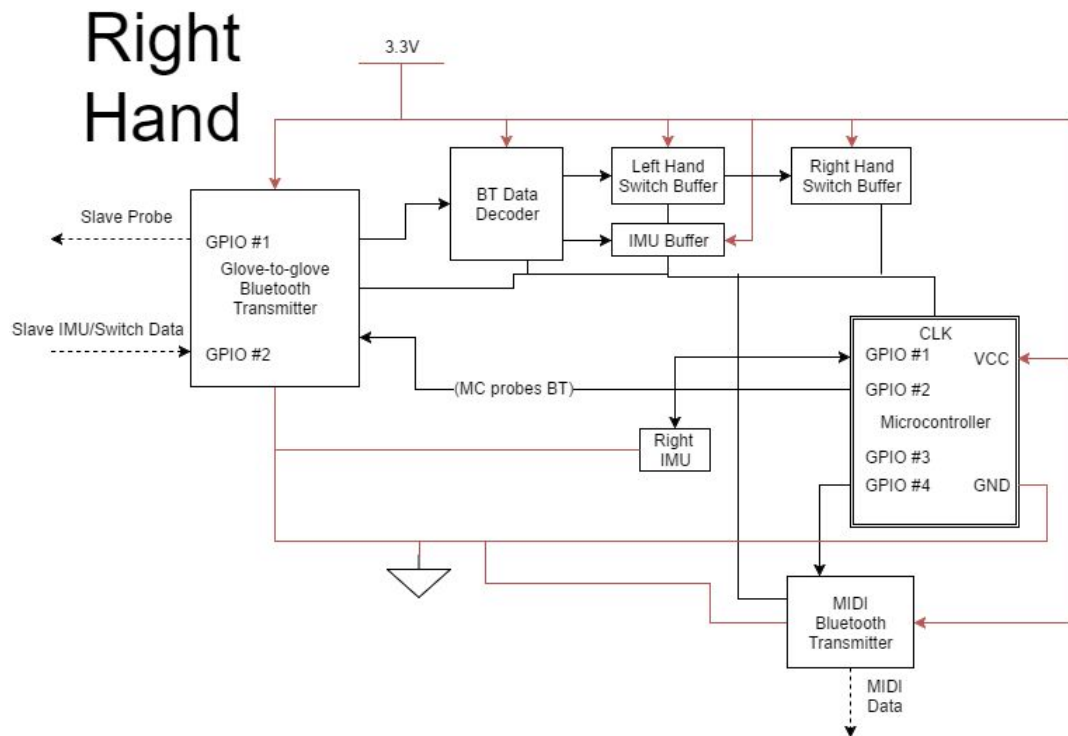 Right
Hand
3.3V
Left Hand
Switch Buffer
Right Hand
Switch Buffer
BT Data
Decoder
IMU Buffer
Slave Probe
GPIO #1
Glove-to-glove
Bluetooth
Transmitter
Slave IMU/Switch Data
GPIO #2
CLK
GPIO #1
VCC
GPIO #2
(MC probes BT)
Microcontroller
Right
IMU
GPIO #3
GPIO #4
GND
MIDI
Bluetooth
Transmitter
MIDI
Data